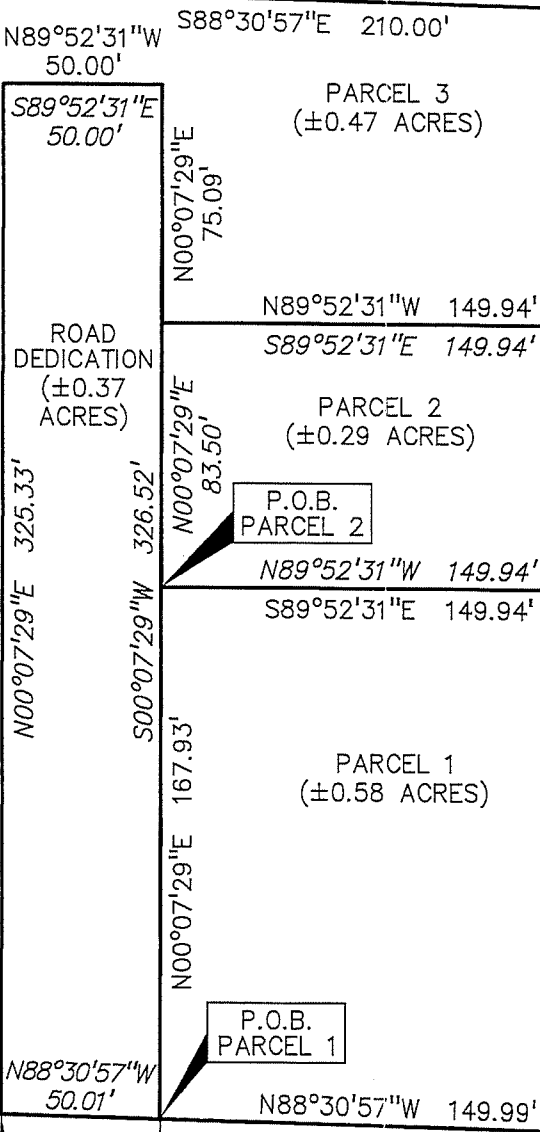 S88°30'57"E 210.00'
N89°52'31"W
50.00'
S89°52'31"E
50.00'
PARCEL 3
(±0.47 ACRES)
N00°07'29"E
75.09'
N89°52'31"W 149.94'
S89°52'31"E 149.94'
ROAD
DEDICATION
(±0.37
ACRES)
N00°07'29"E
83.50'
PARCEL 2
(±0.29 ACRES)
P.O.B.
PARCEL 2
N89°52'31"W 149.94'
S89°52'31"E 149.94'
N00°07'29"E 325.33'
S00°07'29"W 326.52'
N00°07'29"E 167.93'
PARCEL 1
(±0.58 ACRES)
P.O.B.
PARCEL 1
N88°30'57"W
50.01'
N88°30'57"W 149.99'